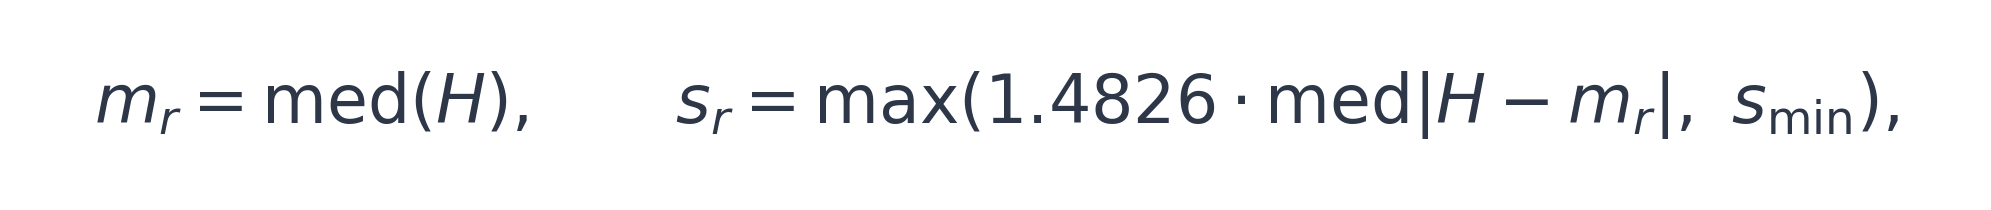 m_r = med(H),    s_r = max(1.4826 · med|H − m_r|, s_min),